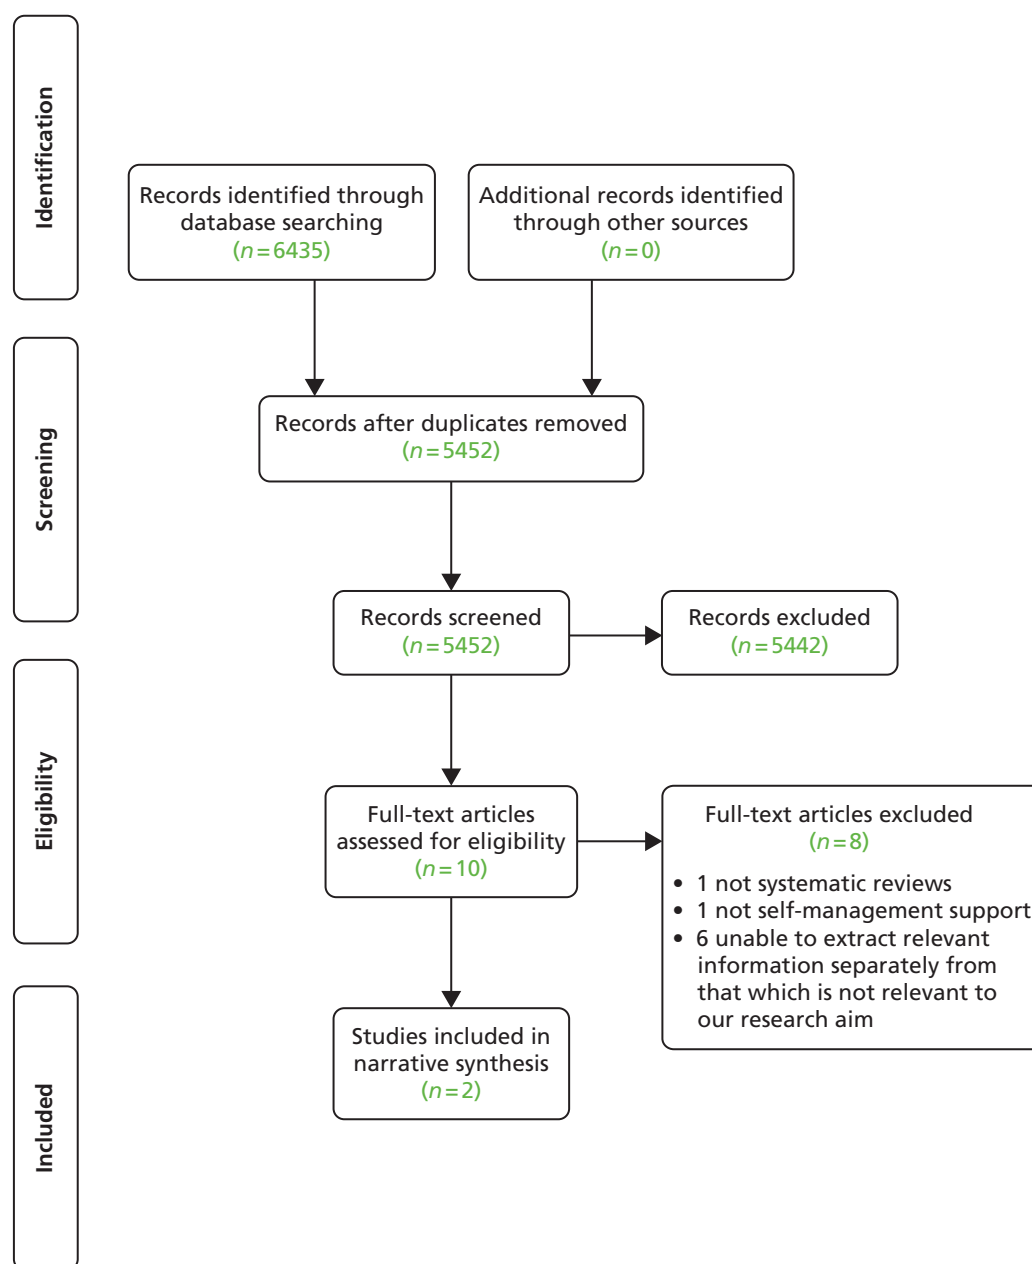 Identification
Records identified through
database searching
(n=6435)
Additional records identified
through other sources
(n=0)
Screening
Records after duplicates removed
(n=5452)
Records screened
(n=5452)
Records excluded
(n=5442)
Eligibility
Full-text articles
assessed for eligibility
(n=10)
Full-text articles excluded
(n=8)
• 1 not systematic reviews
• 1 not self-management support
• 6 unable to extract relevant
information separately from
that which is not relevant to
our research aim
Included
Studies included in
narrative synthesis
(n=2)